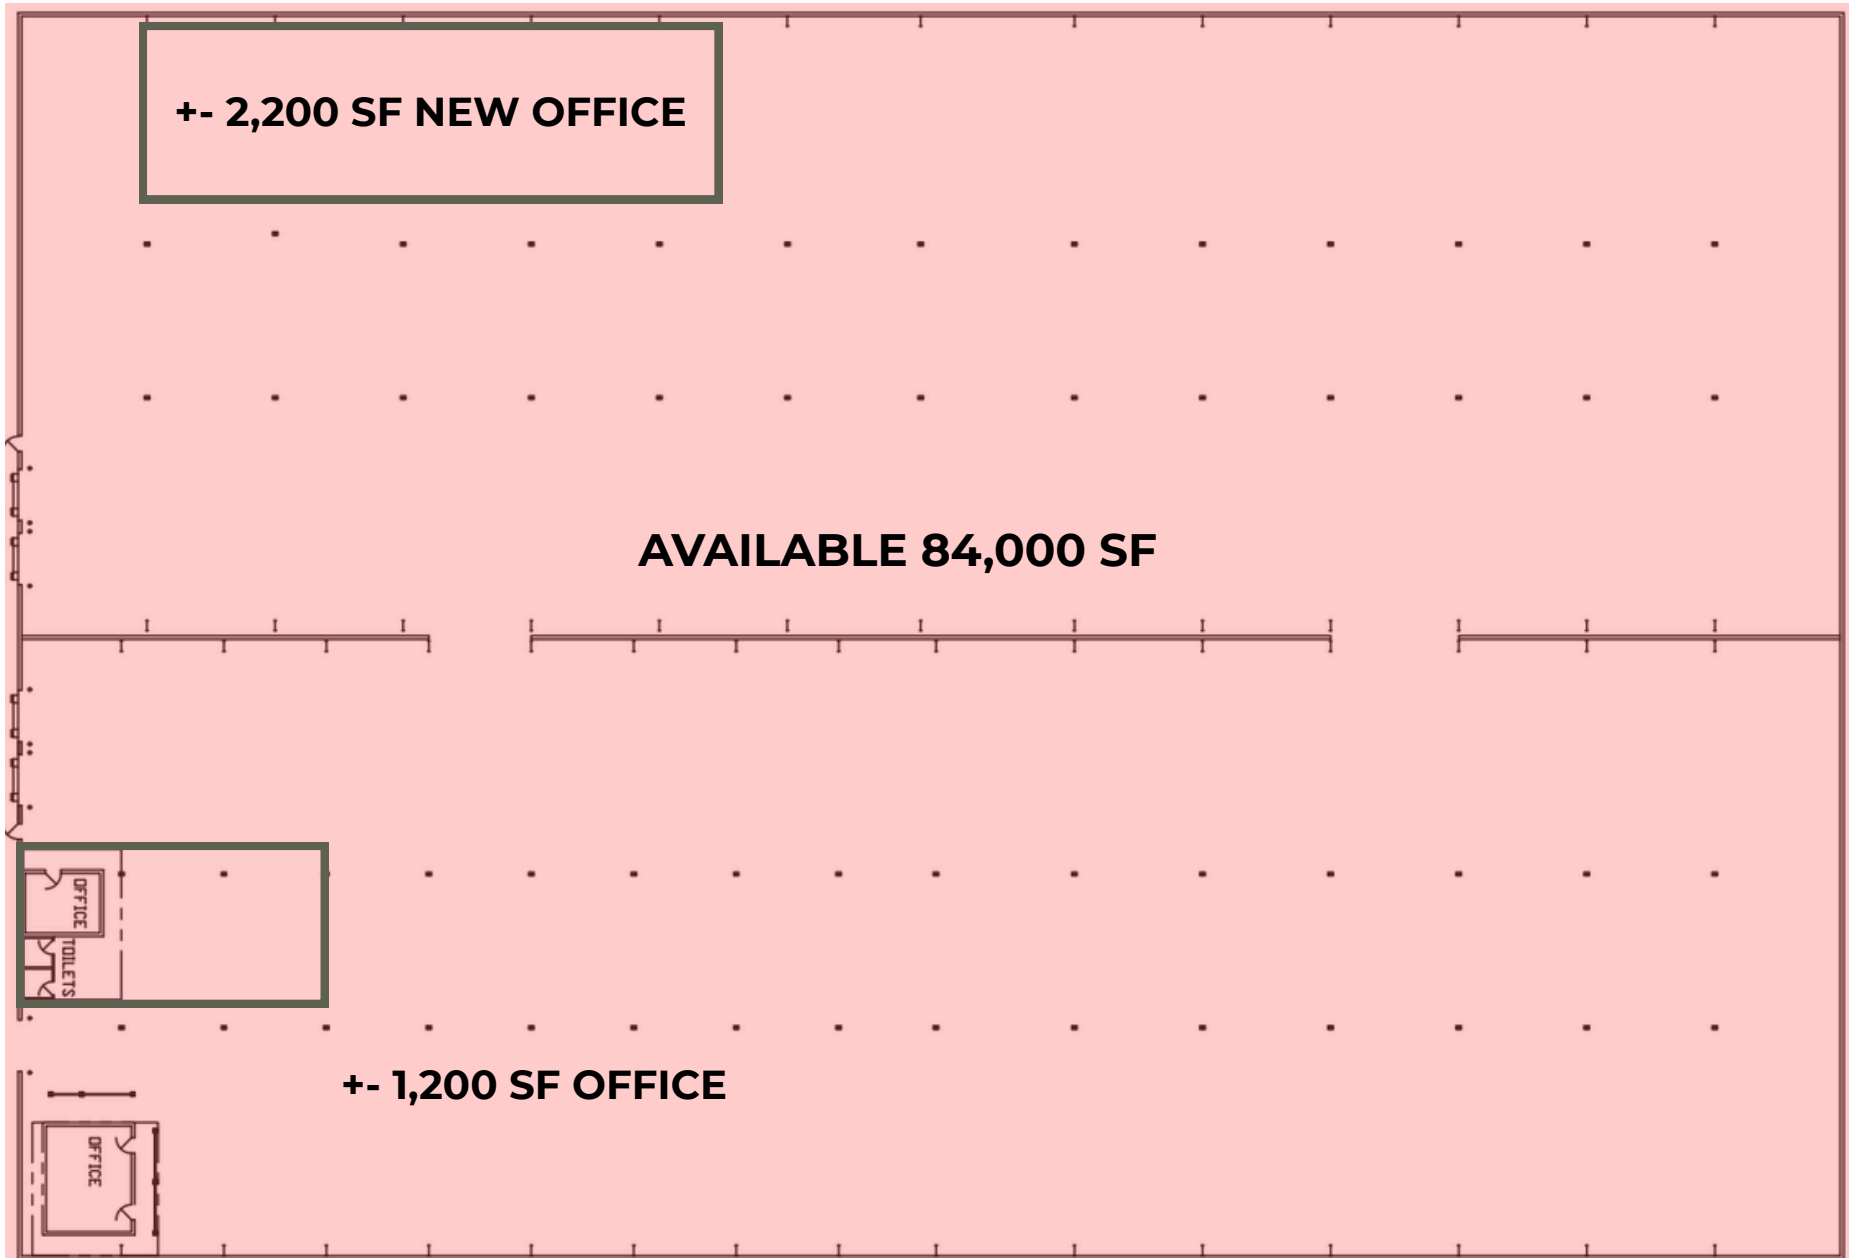 +- 2,200 SF NEW OFFICE
AVAILABLE 84,000 SF
OFFICE
TOILETS
+- 1,200 SF OFFICE
OFFICE